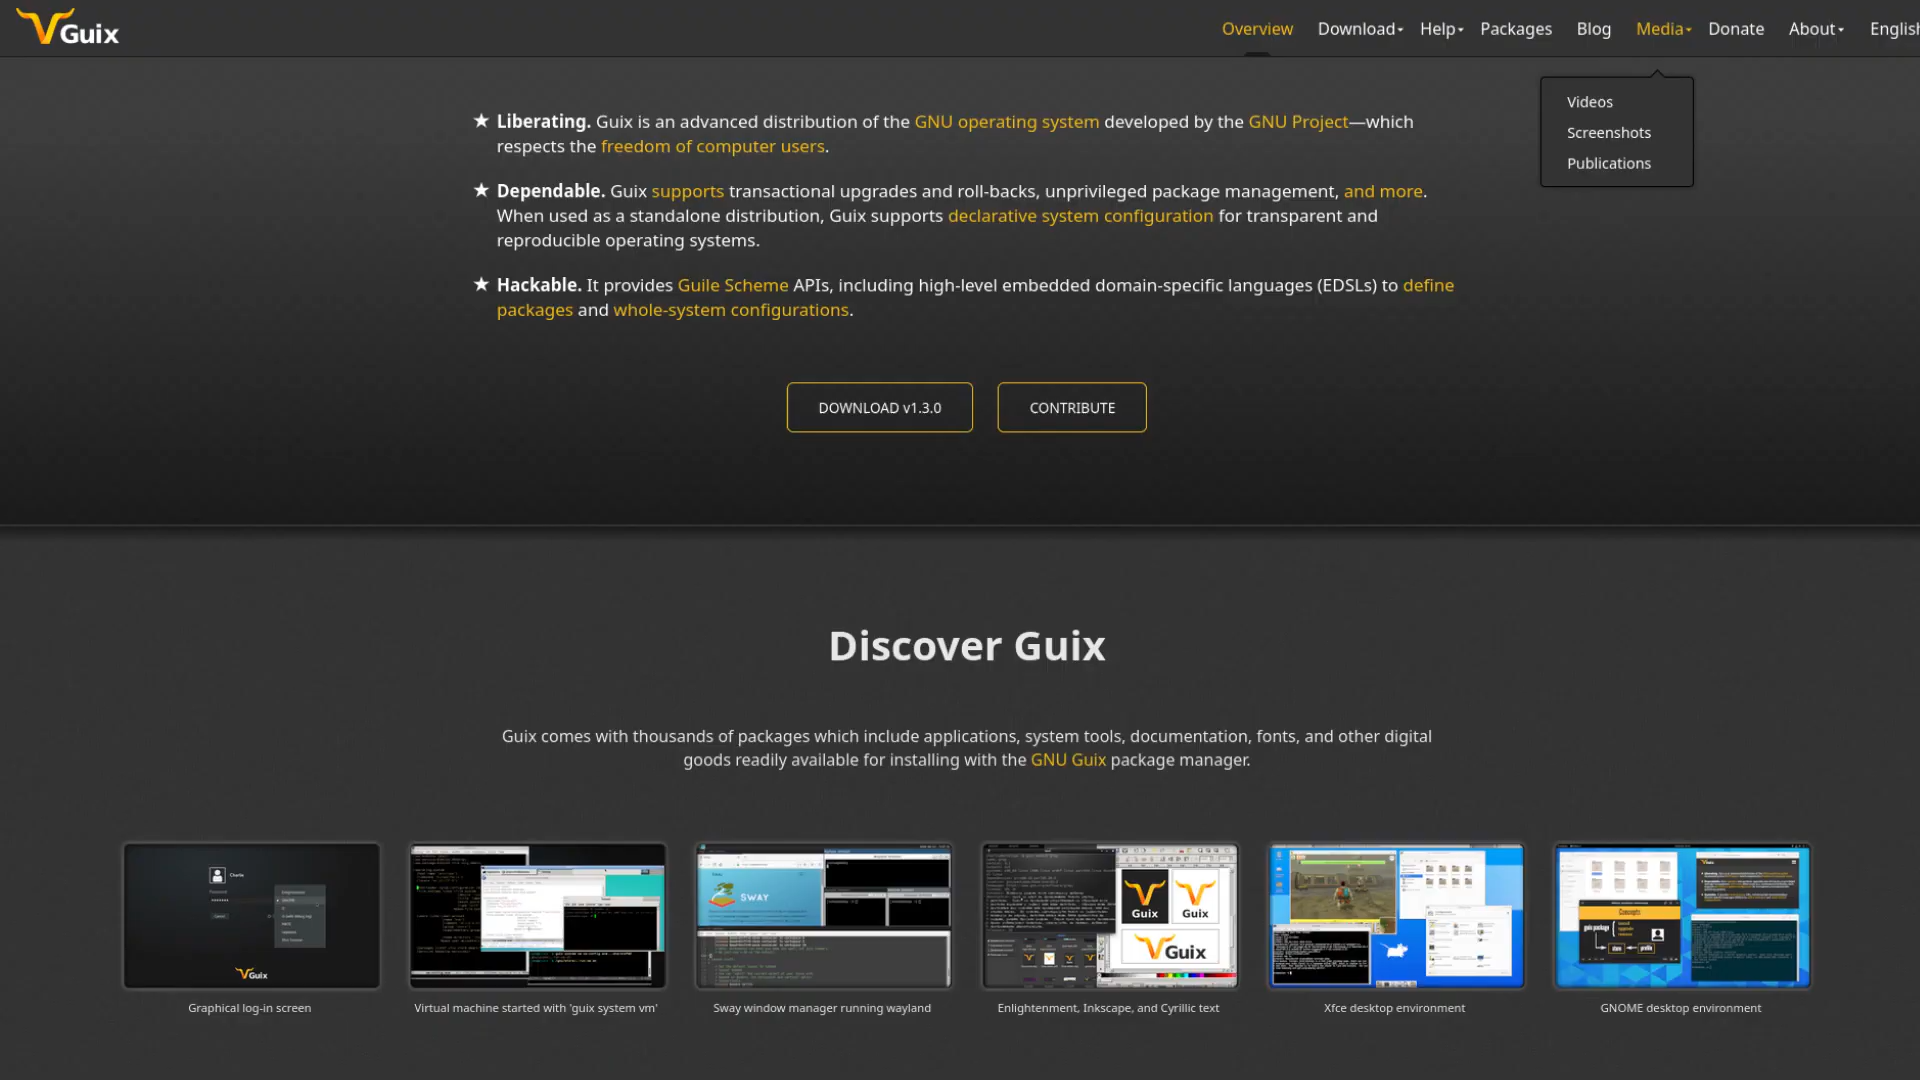 Guix
Overview
Download
Help
Packages
Blog
Media
Donate
About
English
Videos
Screenshots
Publications
★ Liberating. Guix is an advanced distribution of the GNU operating system developed by the GNU Project—which
respects the freedom of computer users.
★ Dependable. Guix supports transactional upgrades and roll-backs, unprivileged package management, and more.
When used as a standalone distribution, Guix supports declarative system configuration for transparent and
reproducible operating systems.
★ Hackable. It provides Guile Scheme APIs, including high-level embedded domain-specific languages (EDSLs) to define
packages and whole-system configurations.
DOWNLOAD v1.3.0
CONTRIBUTE
Discover Guix
Guix comes with thousands of packages which include applications, system tools, documentation, fonts, and other digital
goods readily available for installing with the GNU Guix package manager.
Charlie
Guix
SWAY
Guix
Guix
Guix
Concepts
Graphical log-in screen
Virtual machine started with 'guix system vm'
Sway window manager running wayland
Enlightenment, Inkscape, and Cyrillic text
Xfce desktop environment
GNOME desktop environment